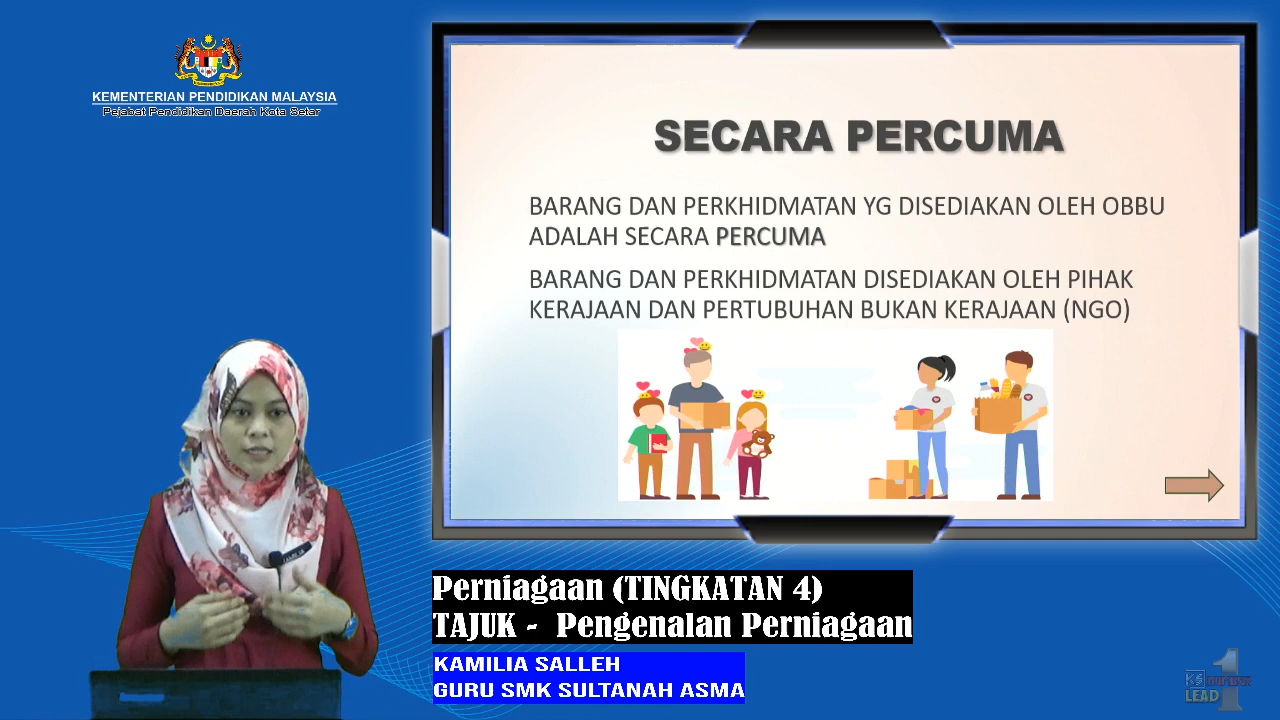 KEMENTERIAN PENDIDIKAN MALAYSIA
Pejabat Pendidikan Daerah Kota Setar
SECARA PERCUMA
BARANG DAN PERKHIDMATAN YG DISEDIAKAN OLEH OBBU
ADALAH SECARA PERCUMA
BARANG DAN PERKHIDMATAN DISEDIAKAN OLEH PIHAK
KERAJAAN DAN PERTUBUHAN BUKAN KERAJAAN (NGO)
Perniagaan (TINGKATAN 4)
TAJUK - Pengenalan Perniagaan
KAMILIA SALLEH
GURU SMK SULTANAH ASMA
KS
LEAD
1